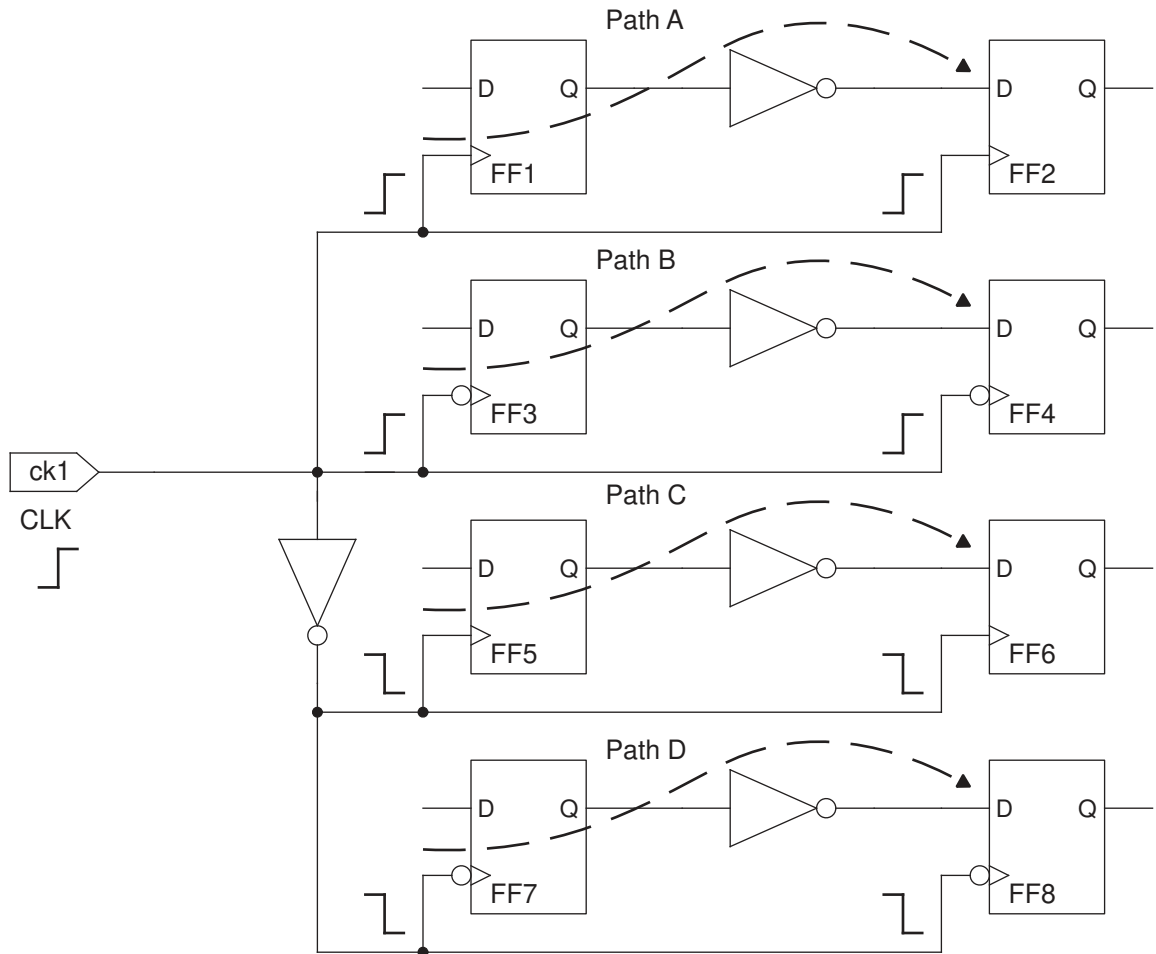 Path A
D Q
FF1
D Q
FF2
Path B
D Q
FF3
D Q
FF4
ck1
CLK
Path C
D Q
FF5
D Q
FF6
Path D
D Q
FF7
D Q
FF8